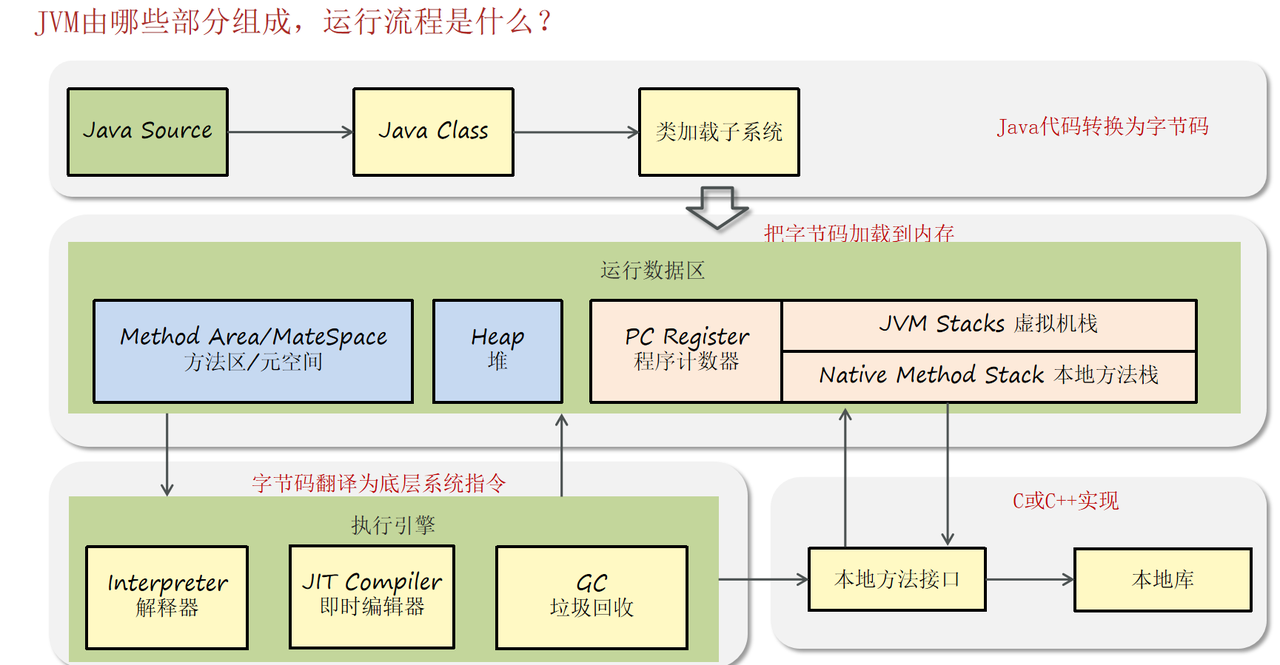 JVM由哪些部分组成，运行流程是什么？
Java Source
Java Class
类加载子系统
Java代码转换为字节码
把字节码加载到内存
运行数据区
Method Area/MateSpace
方法区/元空间
Heap
堆
PC Register
程序计数器
JVM Stacks 虚拟机栈
Native Method Stack 本地方法栈
字节码翻译为底层系统指令
执行引擎
Interpreter
解释器
JIT Compiler
即时编辑器
GC
垃圾回收
C或C++实现
本地方法接口
本地库